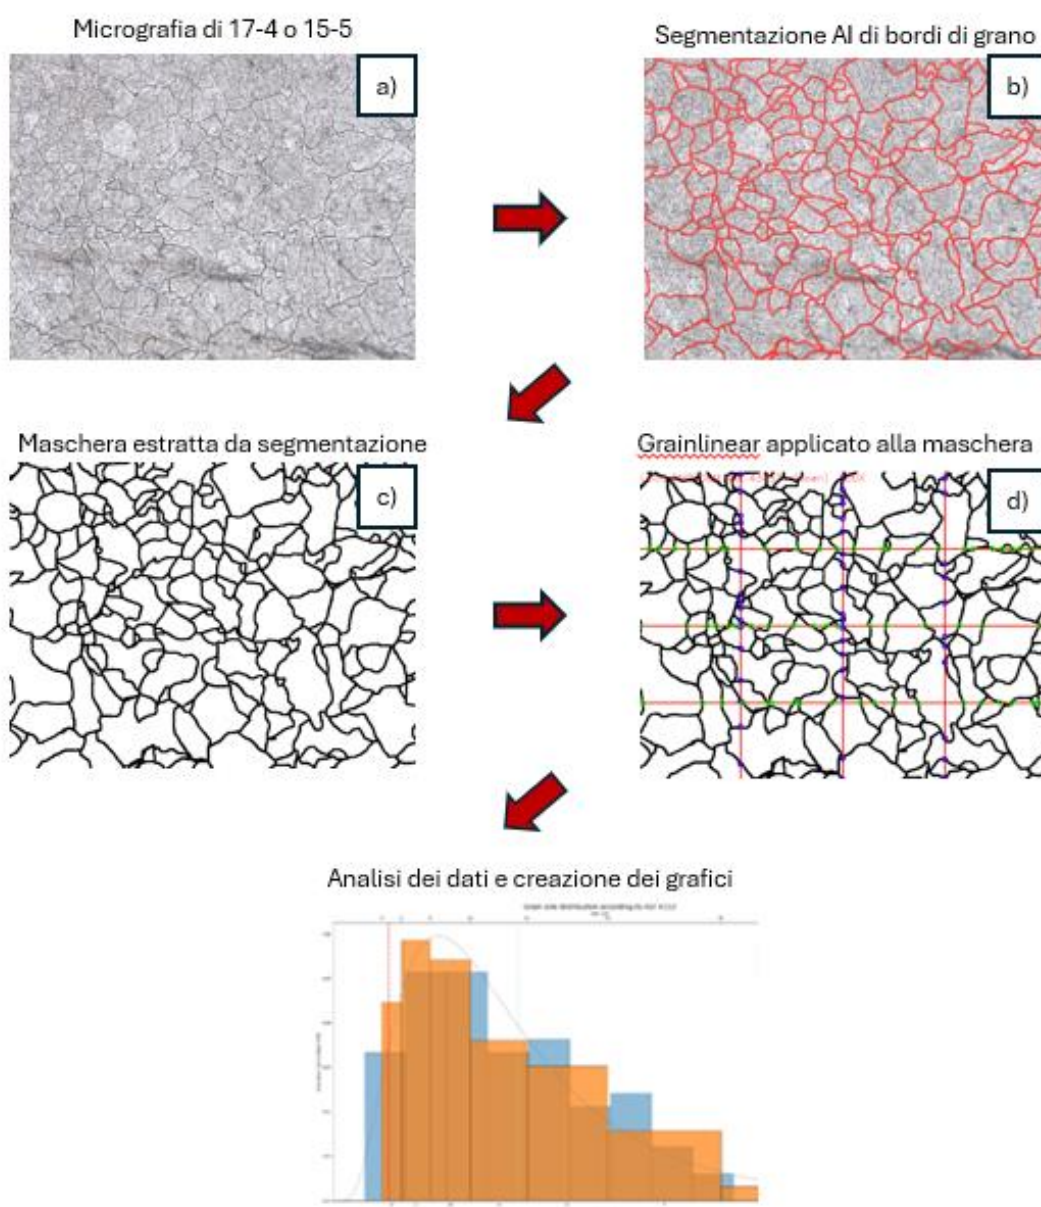 Micrografia di 17-4 o 15-5
Segmentazione AI di bordi di grano
a)
b)
Maschera estratta da segmentazione
Grainlinear applicato alla maschera
c)
d)
Analisi dei dati e creazione dei grafici